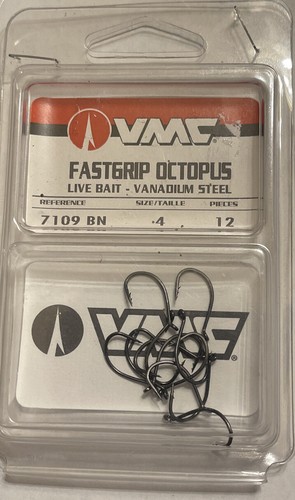 VMC®
FASTGRIP OCTOPUS
LIVE BAIT - VANADIUM STEEL
REFERENCE SIZE/TAILLE PIECES
7109 BN 4 12
VMC®